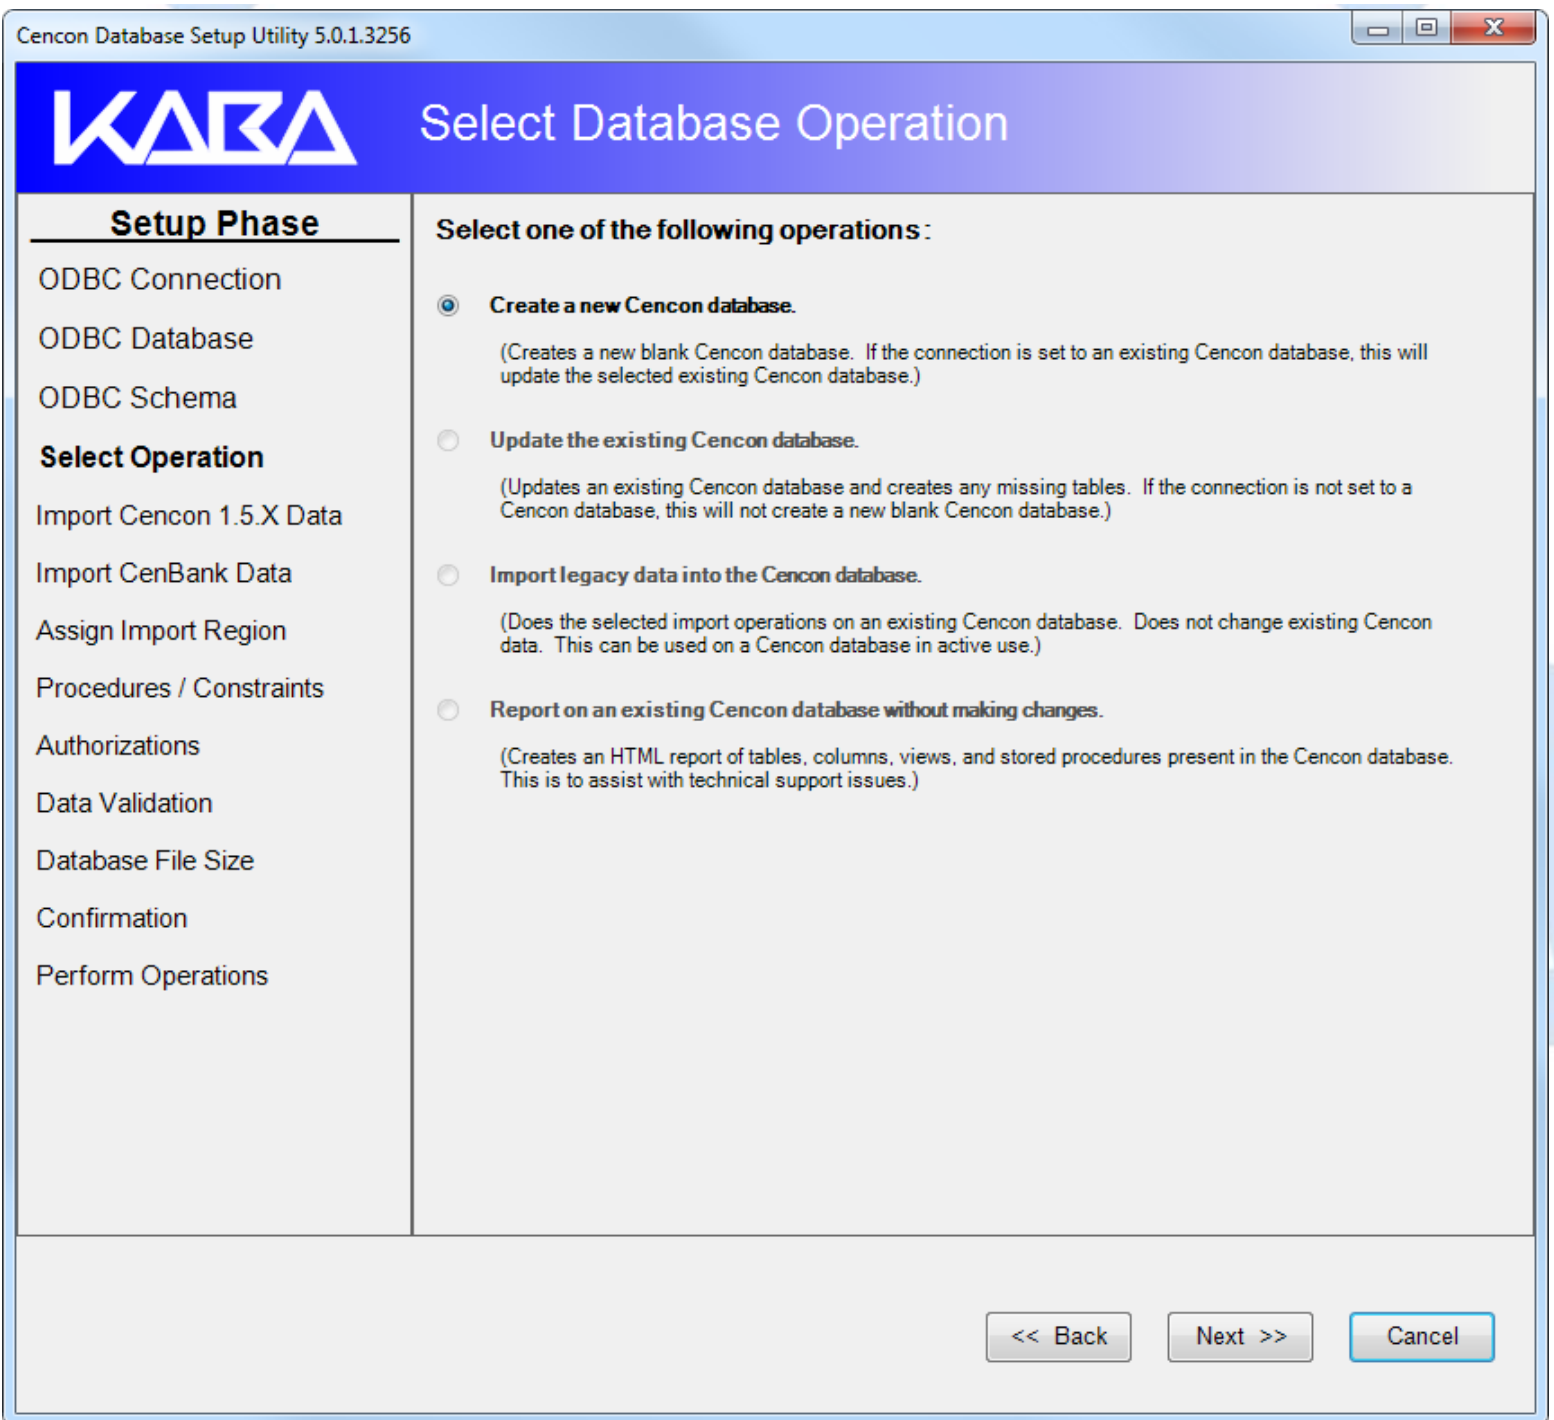 Cencon Database Setup Utility 5.0.1.3256
KABA
Select Database Operation
Setup Phase
ODBC Connection
ODBC Database
ODBC Schema
Select Operation
Import Cencon 1.5.X Data
Import CenBank Data
Assign Import Region
Procedures / Constraints
Authorizations
Data Validation
Database File Size
Confirmation
Perform Operations
Select one of the following operations:
Create a new Cencon database.
(Creates a new blank Cencon database.  If the connection is set to an existing Cencon database, this will
update the selected existing Cencon database.)
Update the existing Cencon database.
(Updates an existing Cencon database and creates any missing tables.  If the connection is not set to a
Cencon database, this will not create a new blank Cencon database.)
Import legacy data into the Cencon database.
(Does the selected import operations on an existing Cencon database.  Does not change existing Cencon
data.  This can be used on a Cencon database in active use.)
Report on an existing Cencon database without making changes.
(Creates an HTML report of tables, columns, views, and stored procedures present in the Cencon database.
This is to assist with technical support issues.)
<< Back
Next >>
Cancel